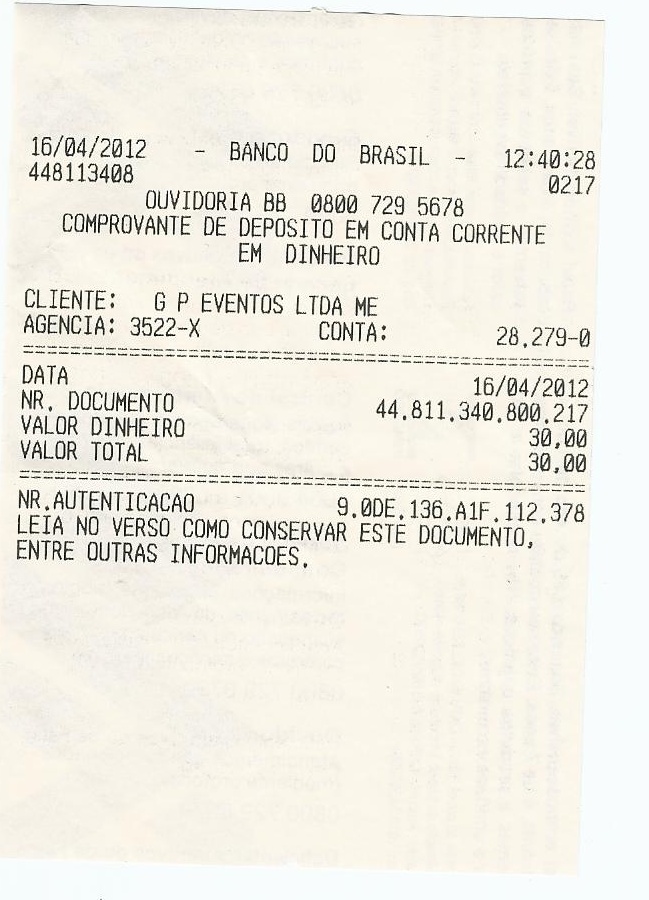 16/04/2012 - BANCO DO BRASIL - 12:40:28
448113408 0217
OUVIDORIA BB 0800 729 5678
COMPROVANTE DE DEPOSITO EM CONTA CORRENTE
EM DINHEIRO
CLIENTE: G P EVENTOS LTDA ME
AGENCIA: 3522-X CONTA: 28.279-0
================================================
DATA 16/04/2012
NR. DOCUMENTO 44.811.340.800.217
VALOR DINHEIRO 30,00
VALOR TOTAL 30,00
================================================
NR.AUTENTICACAO 9.0DE.136.A1F.112.378
LEIA NO VERSO COMO CONSERVAR ESTE DOCUMENTO,
ENTRE OUTRAS INFORMACOES.